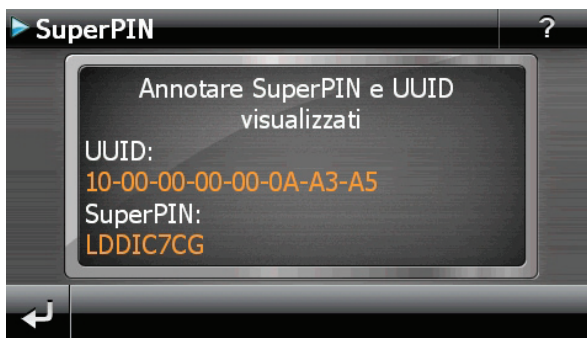 SuperPIN
?
Annotare SuperPIN e UUID
visualizzati
UUID:
10-00-00-00-00-0A-A3-A5
SuperPIN:
LDDIC7CG